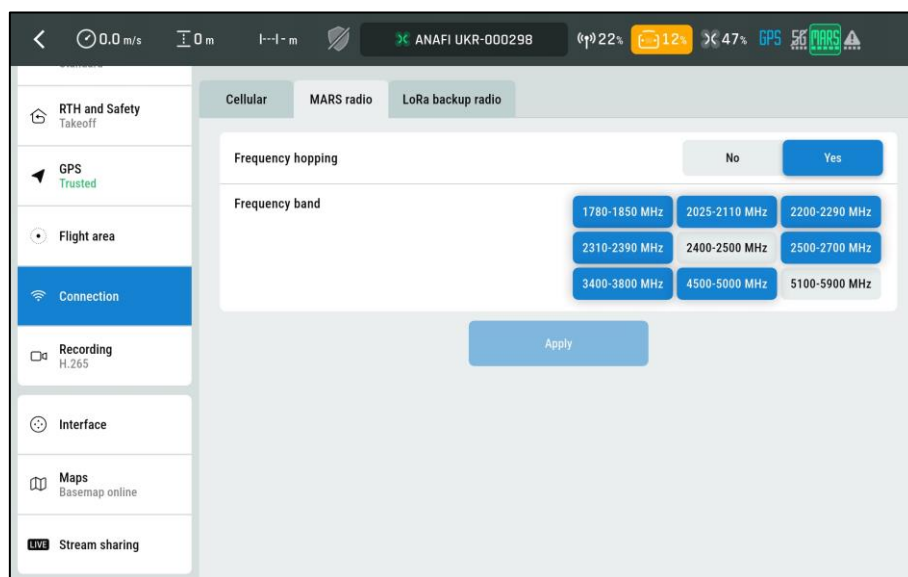 0.0 m/s
0 m
I---I- m
ANAFI UKR-000298
22%
12%
47%
GPS
5G
MARS
RTH and Safety
Takeoff
GPS
Trusted
Flight area
Connection
Recording
H.265
Interface
Maps
Basemap online
LIVE
Stream sharing
Cellular
MARS radio
LoRa backup radio
Frequency hopping
No
Yes
Frequency band
1780-1850 MHz
2025-2110 MHz
2200-2290 MHz
2310-2390 MHz
2400-2500 MHz
2500-2700 MHz
3400-3800 MHz
4500-5000 MHz
5100-5900 MHz
Apply